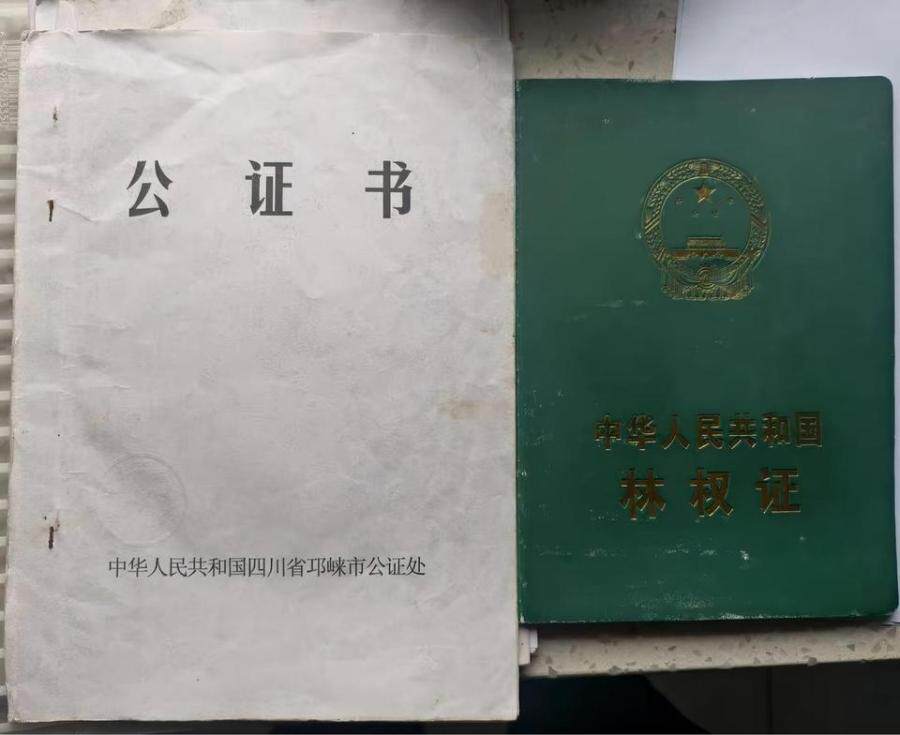 公证书
中华人民共和国四川省邛崃市公证处
中华人民共和国
林权证